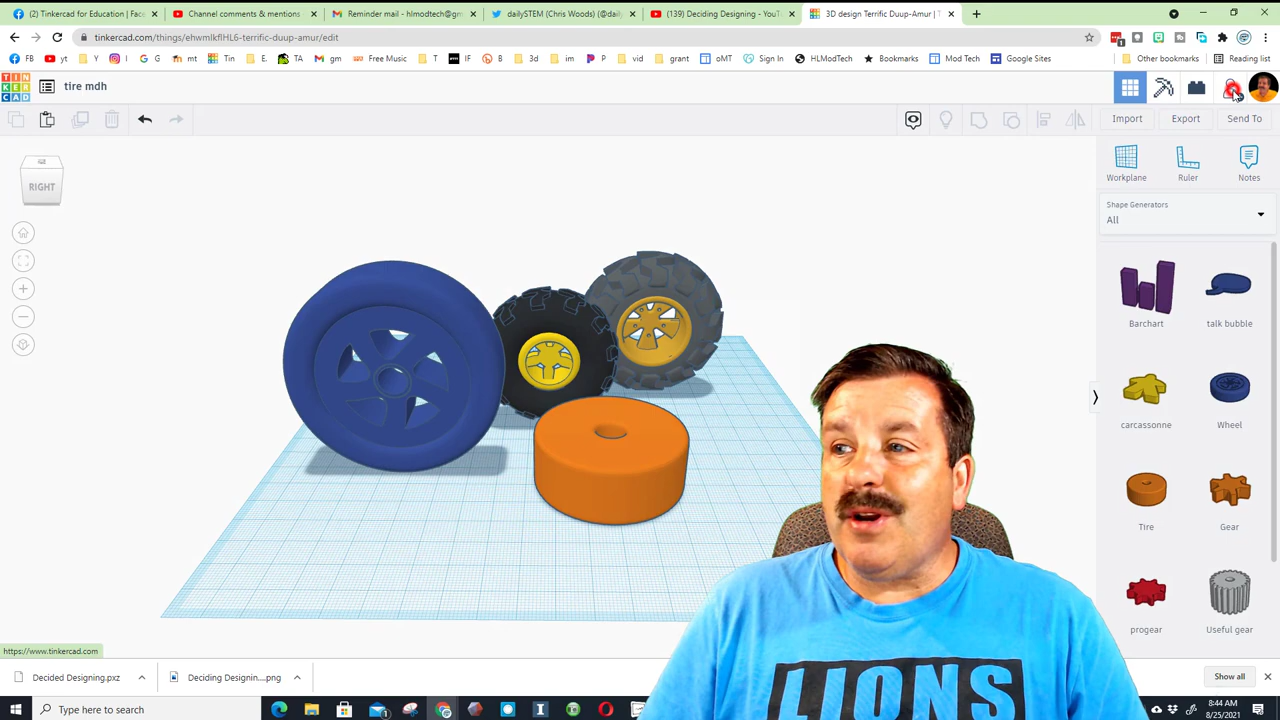 (2) Tinkercad for Education | Face
Channel comments & mentions
Reminder mail - hlmodtech@gm
dailySTEM (Chris Woods) (@daily
(139) Deciding Designing - YouT
3D design Terrific Duup-Amur | T
tinkercad.com/things/ehwmIkflHL6-terrific-duup-amur/edit
FB
yt
Y
I
G
mt
Tin
E.
TA
gm
Free Music
IF
B
3d
im
P
vid
grant
oMT
Sign In
HLModTech
Bookmarks
Mod Tech
Google Sites
Other bookmarks
Reading list
TIN
KER
CAD
tire mdh
Import
Export
Send To
RIGHT
Workplane
Ruler
Notes
Shape Generators
All
Barchart
talk bubble
carcassonne
Wheel
Tire
Gear
progear
Useful gear
LIONS
https://www.tinkercad.com
Decided Designing.pxz
Deciding Designin....png
Show all
Type here to search
8:44 AM
8/25/2021